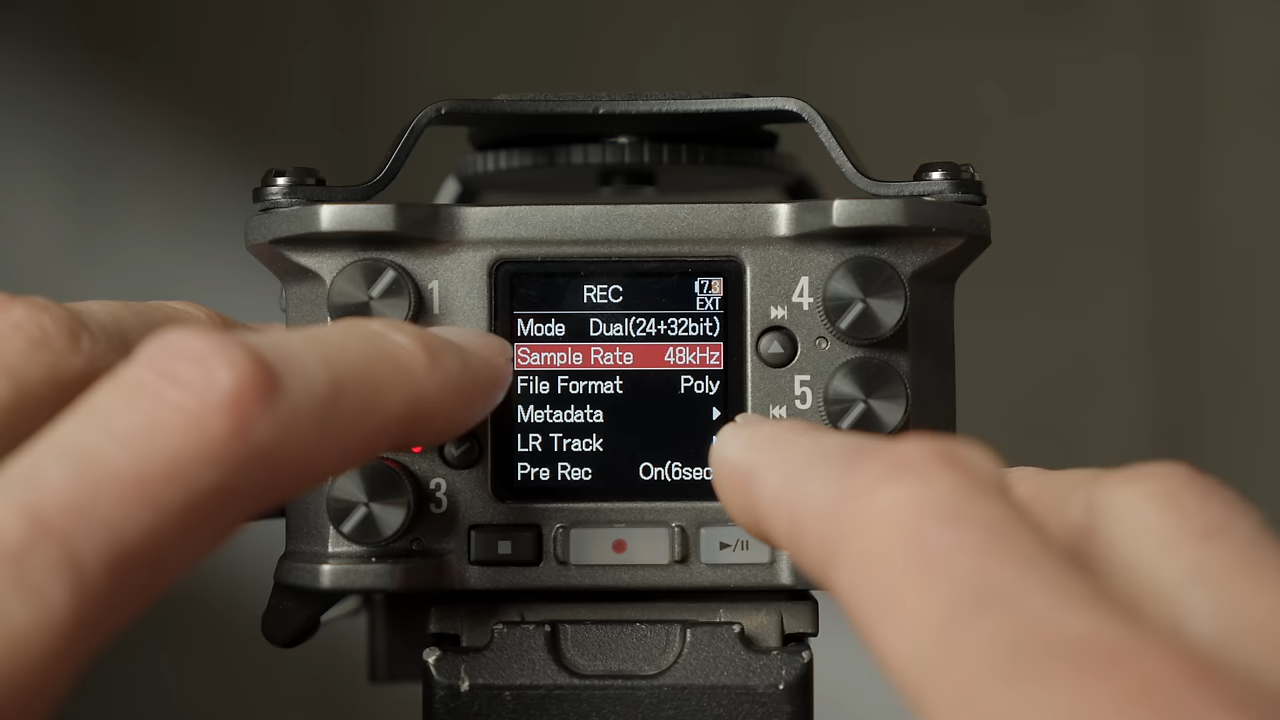 REC
7.3
EXT
Mode Dual(24+32bit)
Sample Rate 48kHz
File Format Poly
Metadata
LR Track
Pre Rec On(6sec
1
3
4
5